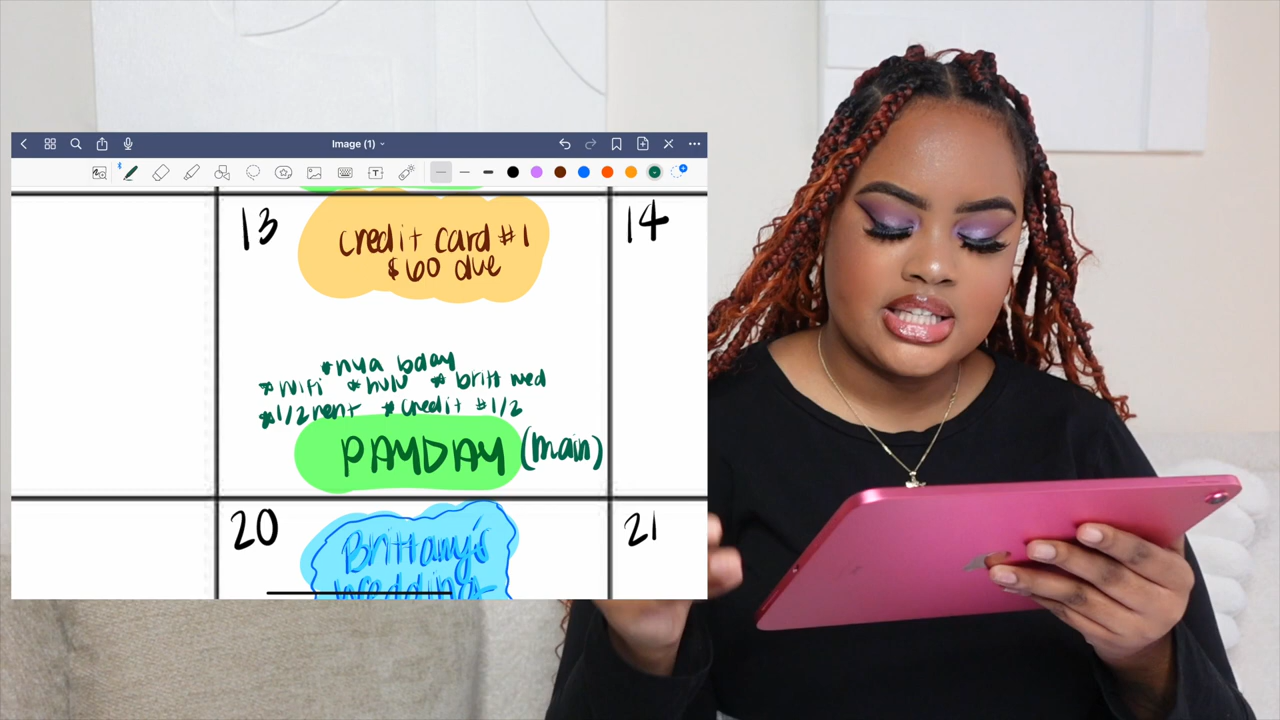 Image (1)
13
credit card #1
$60 due
14
*nya bday
*wifi *hulu *britt wed
*1/2 rent *credit #1/2
PAYDAY (main)
20
Brittany's
wedding
21